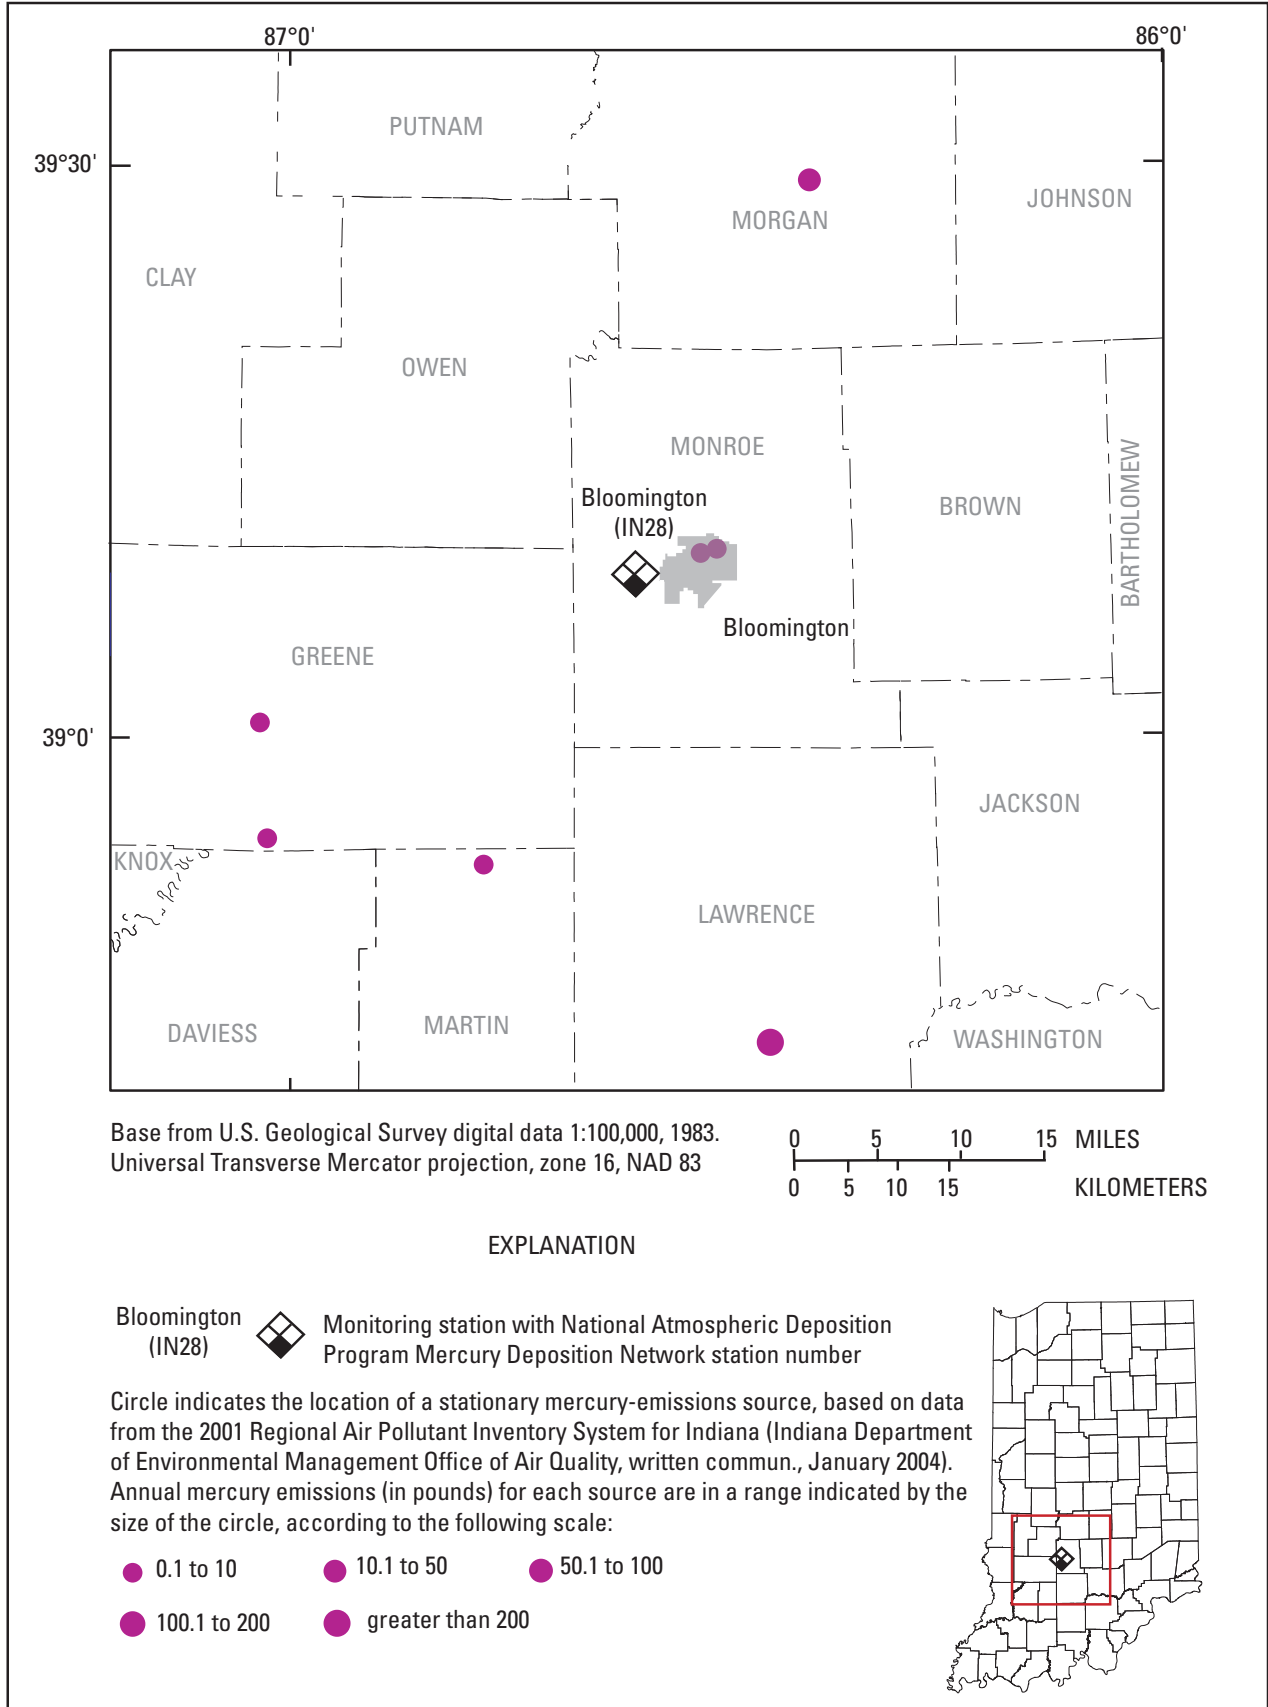 87°0'
86°0'
39°30'
PUTNAM
MORGAN
JOHNSON
CLAY
OWEN
MONROE
Bloomington
(IN28)
BROWN
BARTHOLOMEW
Bloomington
GREENE
39°0'
JACKSON
KNOX
LAWRENCE
DAVIESS
MARTIN
WASHINGTON
Base from U.S. Geological Survey digital data 1:100,000, 1983.
Universal Transverse Mercator projection, zone 16, NAD 83
0 5 10 15 MILES
0 5 10 15 KILOMETERS
EXPLANATION
Bloomington
(IN28)
Monitoring station with National Atmospheric Deposition
Program Mercury Deposition Network station number
Circle indicates the location of a stationary mercury-emissions source, based on data
from the 2001 Regional Air Pollutant Inventory System for Indiana (Indiana Department
of Environmental Management Office of Air Quality, written commun., January 2004).
Annual mercury emissions (in pounds) for each source are in a range indicated by the
size of the circle, according to the following scale:
0.1 to 10 10.1 to 50 50.1 to 100
100.1 to 200 greater than 200